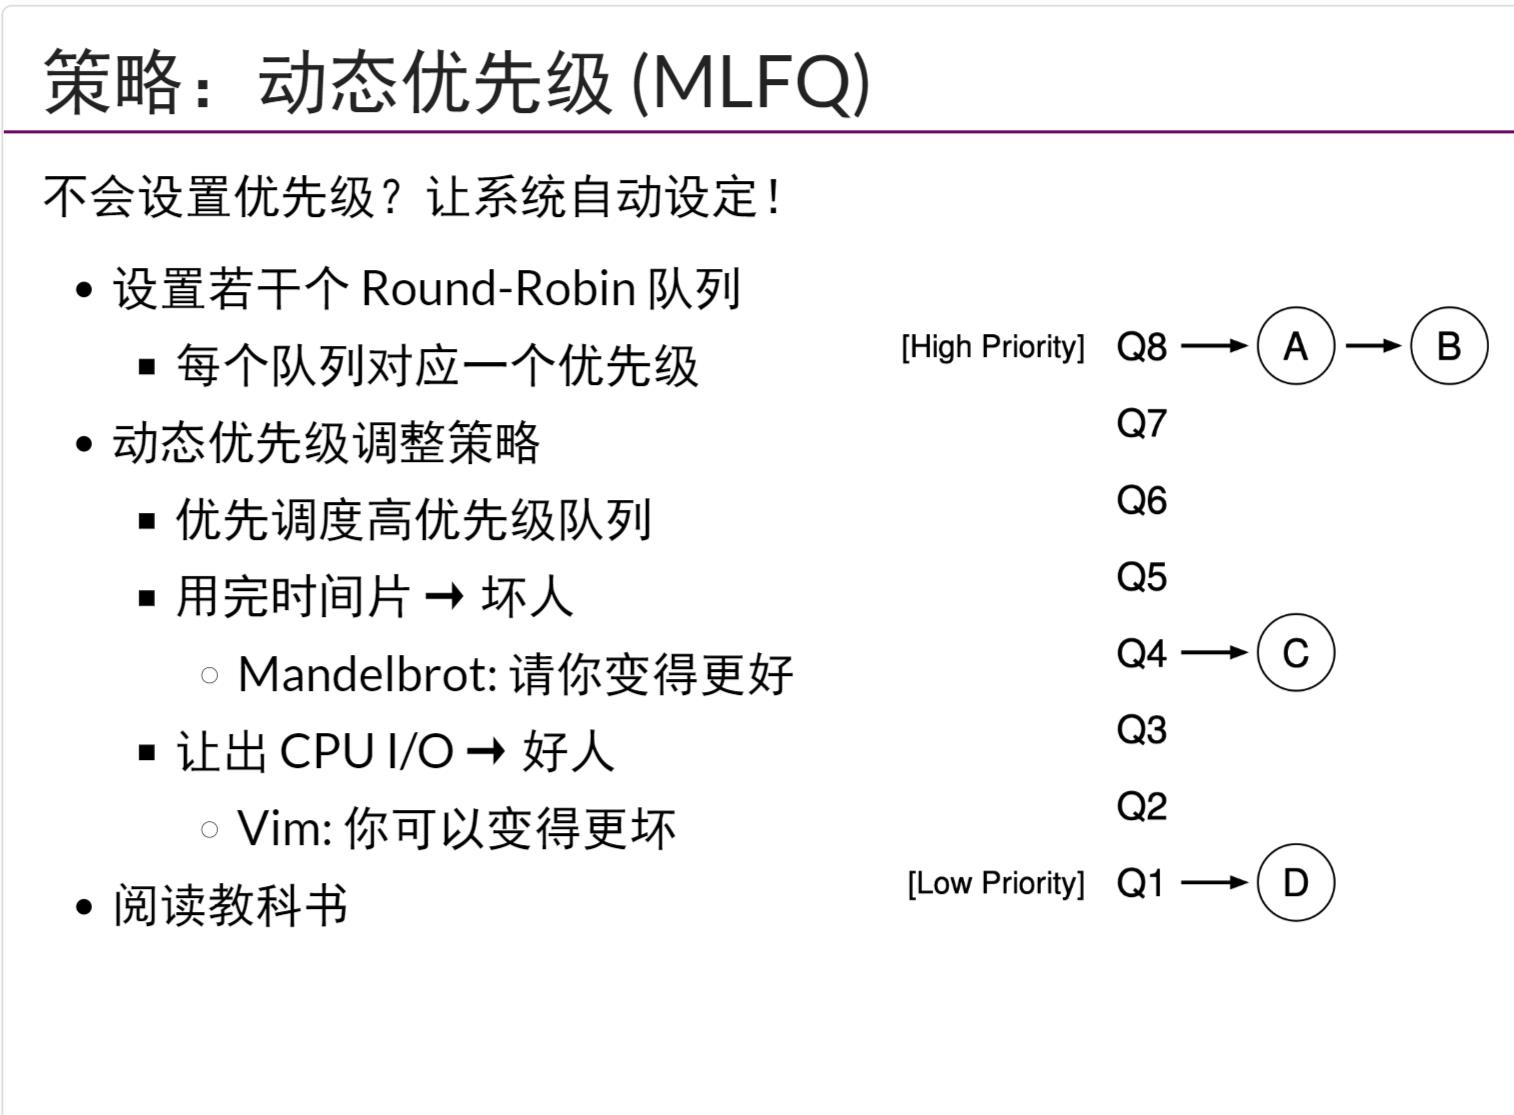 策略：动态优先级 (MLFQ)
不会设置优先级？让系统自动设定！
设置若干个 Round-Robin 队列
每个队列对应一个优先级
动态优先级调整策略
优先调度高优先级队列
用完时间片 → 坏人
Mandelbrot: 请你变得更好
让出 CPU I/O → 好人
Vim: 你可以变得更坏
阅读教科书
[High Priority] Q8 → A → B
Q7
Q6
Q5
Q4 → C
Q3
Q2
[Low Priority] Q1 → D